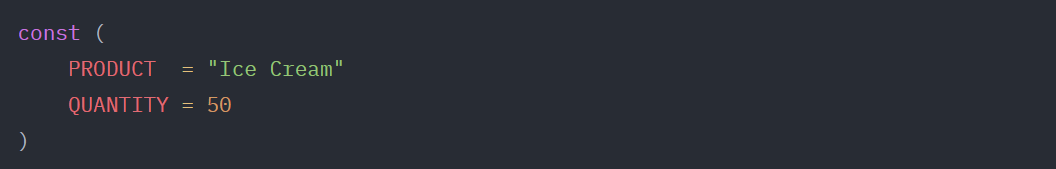 const (
    PRODUCT  = "Ice Cream"
    QUANTITY = 50
)